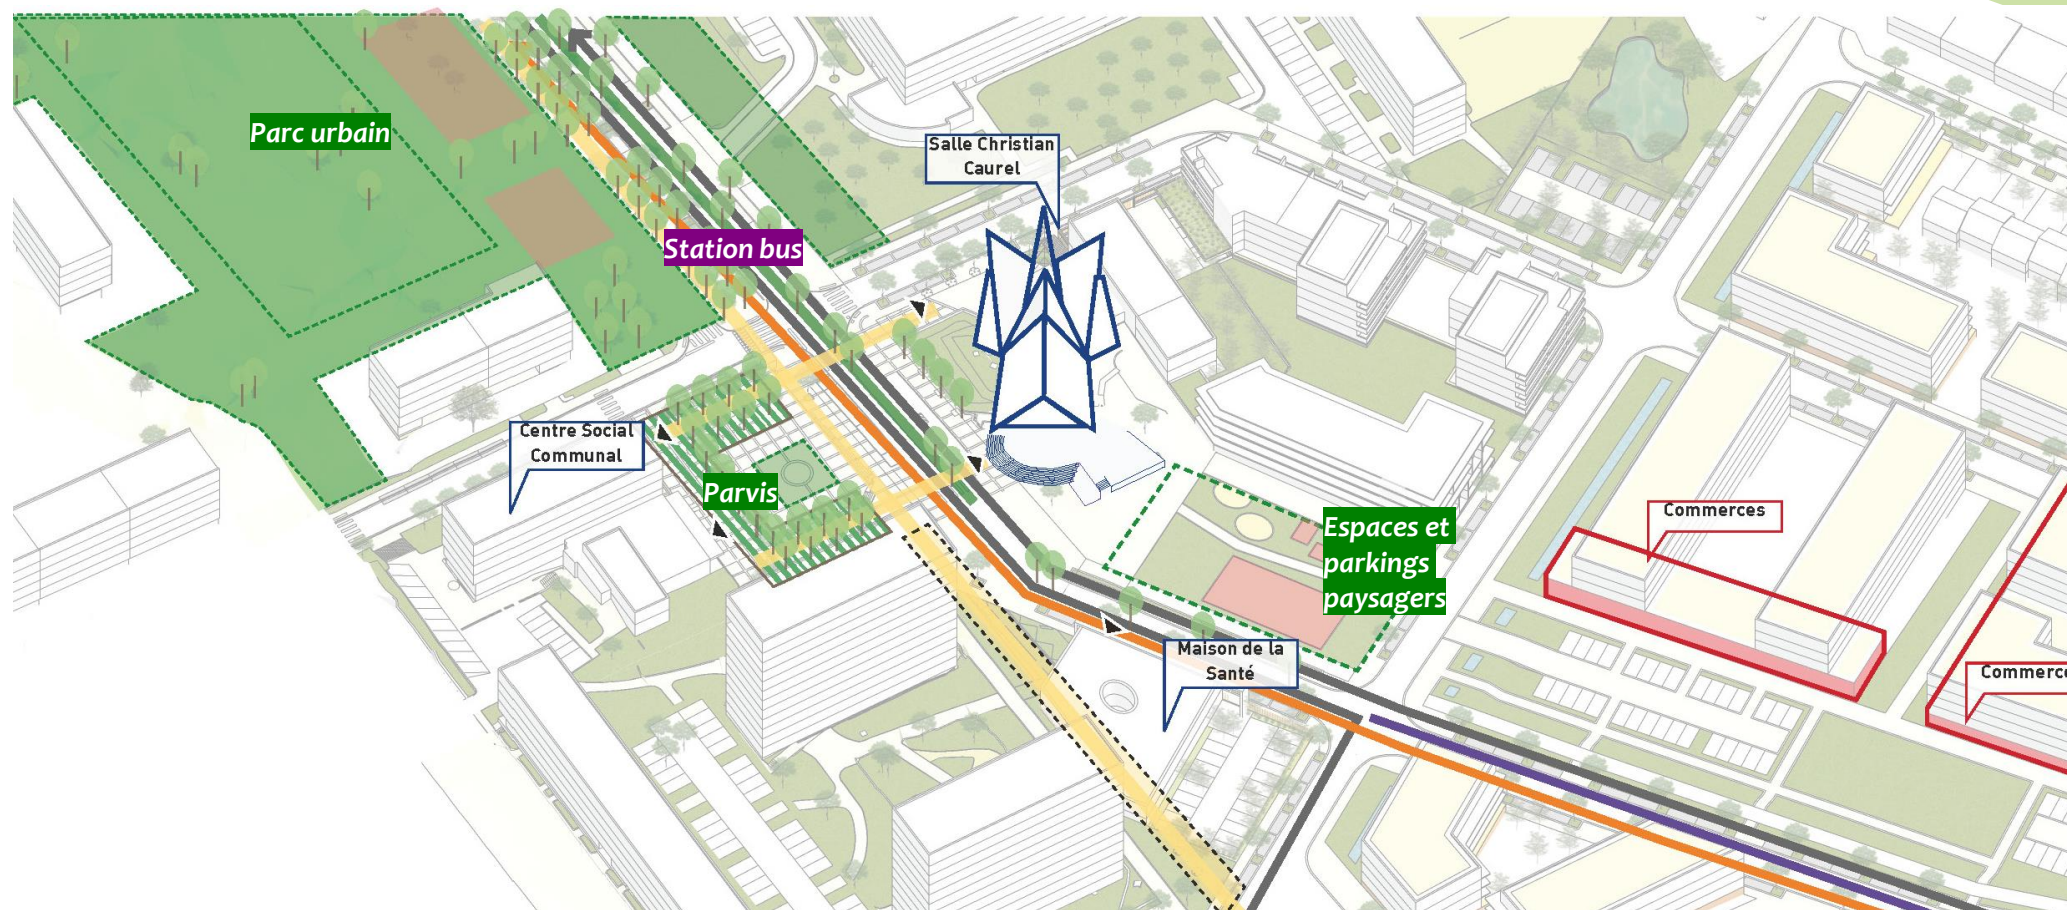 Parc urbain
Salle Christian
Caurel
Station bus
Centre Social
Communal
Parvis
Commerces
Espaces et
parkings
paysagers
Maison de la
Santé
Commerce